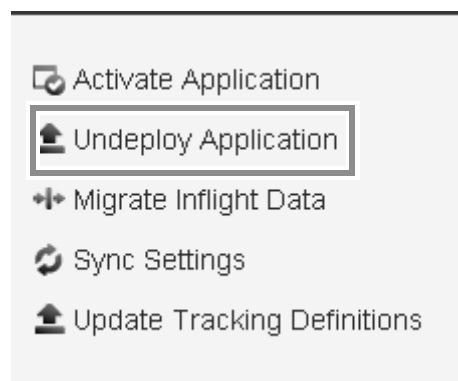 Activate Application
Undeploy Application
Migrate Inflight Data
Sync Settings
Update Tracking Definitions